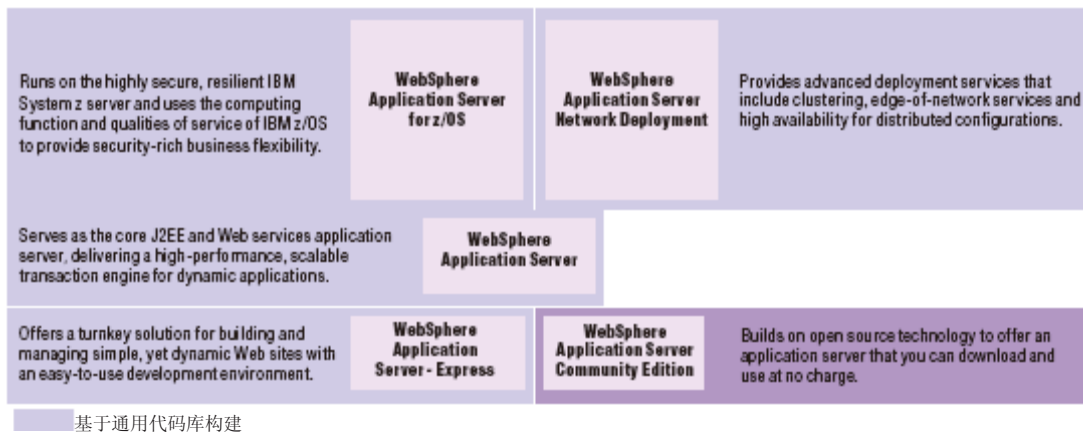 Runs on the highly secure, resilient IBM
System z server and uses the computing
function and qualities of service of IBM z/OS
to provide security-rich business flexibility.
WebSphere
Application Server
for z/OS
WebSphere
Application Server
Network Deployment
Provides advanced deployment services that
include clustering, edge-of-network services and
high availability for distributed configurations.
Serves as the core J2EE and Web services application
server, delivering a high-performance, scalable
transaction engine for dynamic applications.
WebSphere
Application Server
Offers a turnkey solution for building and
managing simple, yet dynamic Web sites with
an easy-to-use development environment.
WebSphere
Application
Server - Express
WebSphere
Application Server
Community Edition
Builds on open source technology to offer an
application server that you can download and
use at no charge.
基于通用代码库构建